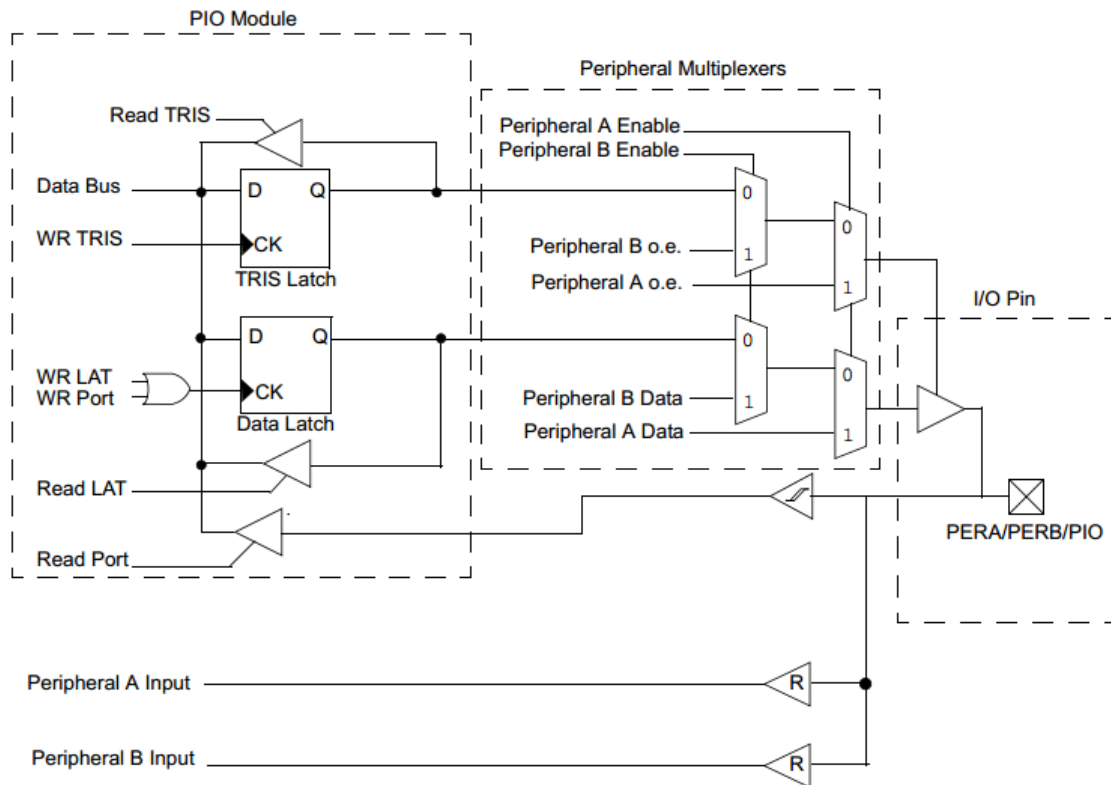 PIO Module
Peripheral Multiplexers
Read TRIS
Peripheral A Enable
Peripheral B Enable
Data Bus
D Q
0
WR TRIS
CK
0
TRIS Latch
Peripheral B o.e.
1
Peripheral A o.e.
1
I/O Pin
D Q
0
WR LAT
WR Port
CK
0
Data Latch
Peripheral B Data
1
Peripheral A Data
1
Read LAT
PERA/PERB/PIO
Read Port
Peripheral A Input
R
Peripheral B Input
R